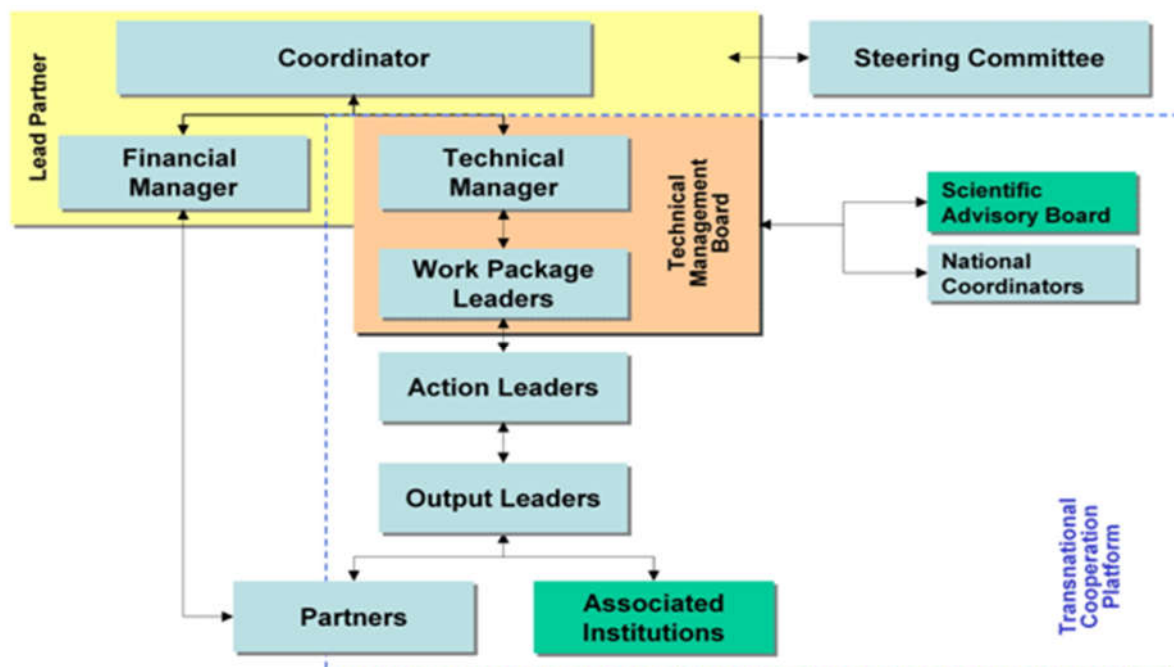 Coordinator
Steering Committee
Lead Partner
Financial
Manager
Technical
Manager
Technical
Management
Board
Scientific
Advisory Board
National
Coordinators
Work Package
Leaders
Action Leaders
Output Leaders
Partners
Associated
Institutions
Transnational
Cooperation
Platform